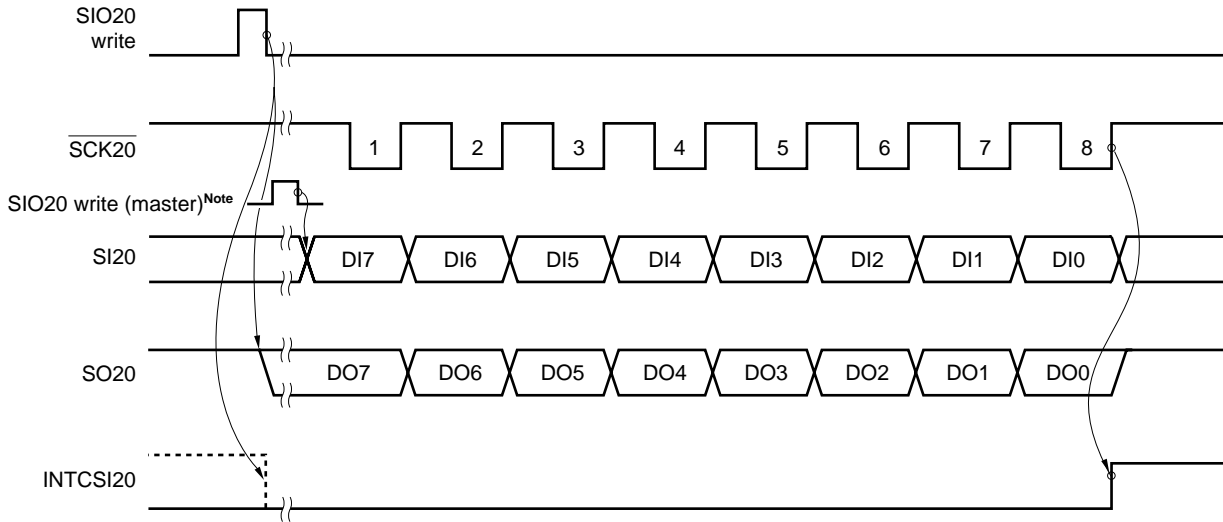 SIO20
write
SCK20
1 2 3 4 5 6 7 8
SIO20 write (master)Note
SI20
DI7 DI6 DI5 DI4 DI3 DI2 DI1 DI0
SO20
DO7 DO6 DO5 DO4 DO3 DO2 DO1 DO0
INTCSI20